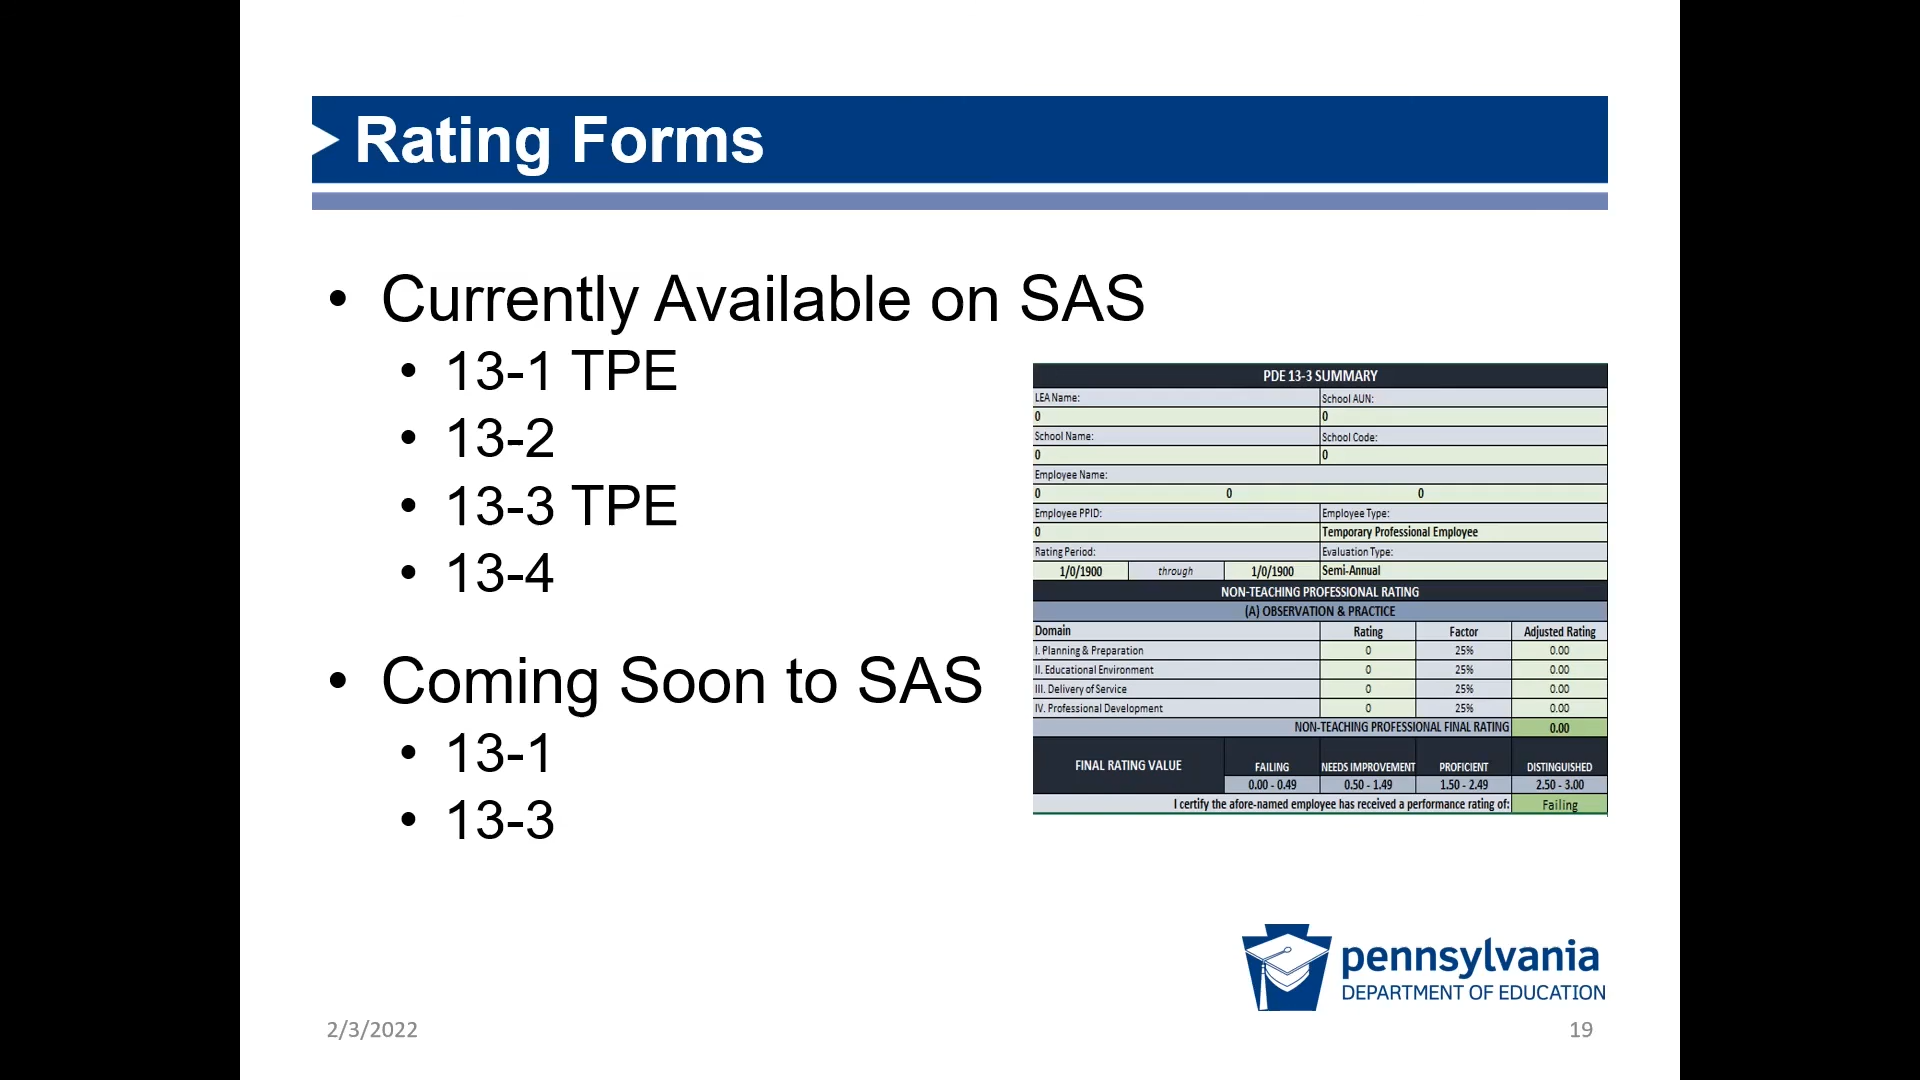 Rating Forms
• Currently Available on SAS
• 13-1 TPE
• 13-2
• 13-3 TPE
• 13-4
• Coming Soon to SAS
• 13-1
• 13-3
PDE 13-3 SUMMARY
LEA Name: School AUN:
0 0
School Name: School Code:
0 0
Employee Name:
0 0 0
Employee PPID: Employee Type:
0 Temporary Professional Employee
Rating Period: Evaluation Type:
1/0/1900 through 1/0/1900 Semi-Annual
NON-TEACHING PROFESSIONAL RATING
(A) OBSERVATION & PRACTICE
Domain Rating Factor Adjusted Rating
I. Planning & Preparation 0 25% 0.00
II. Educational Environment 0 25% 0.00
III. Delivery of Service 0 25% 0.00
IV. Professional Development 0 25% 0.00
NON-TEACHING PROFESSIONAL FINAL RATING 0.00
FINAL RATING VALUE FAILING NEEDS IMPROVEMENT PROFICIENT DISTINGUISHED
0.00 - 0.49 0.50 - 1.49 1.50 - 2.49 2.50 - 3.00
I certify the afore-named employee has received a performance rating of: Failing
pennsylvania
DEPARTMENT OF EDUCATION
2/3/2022 19